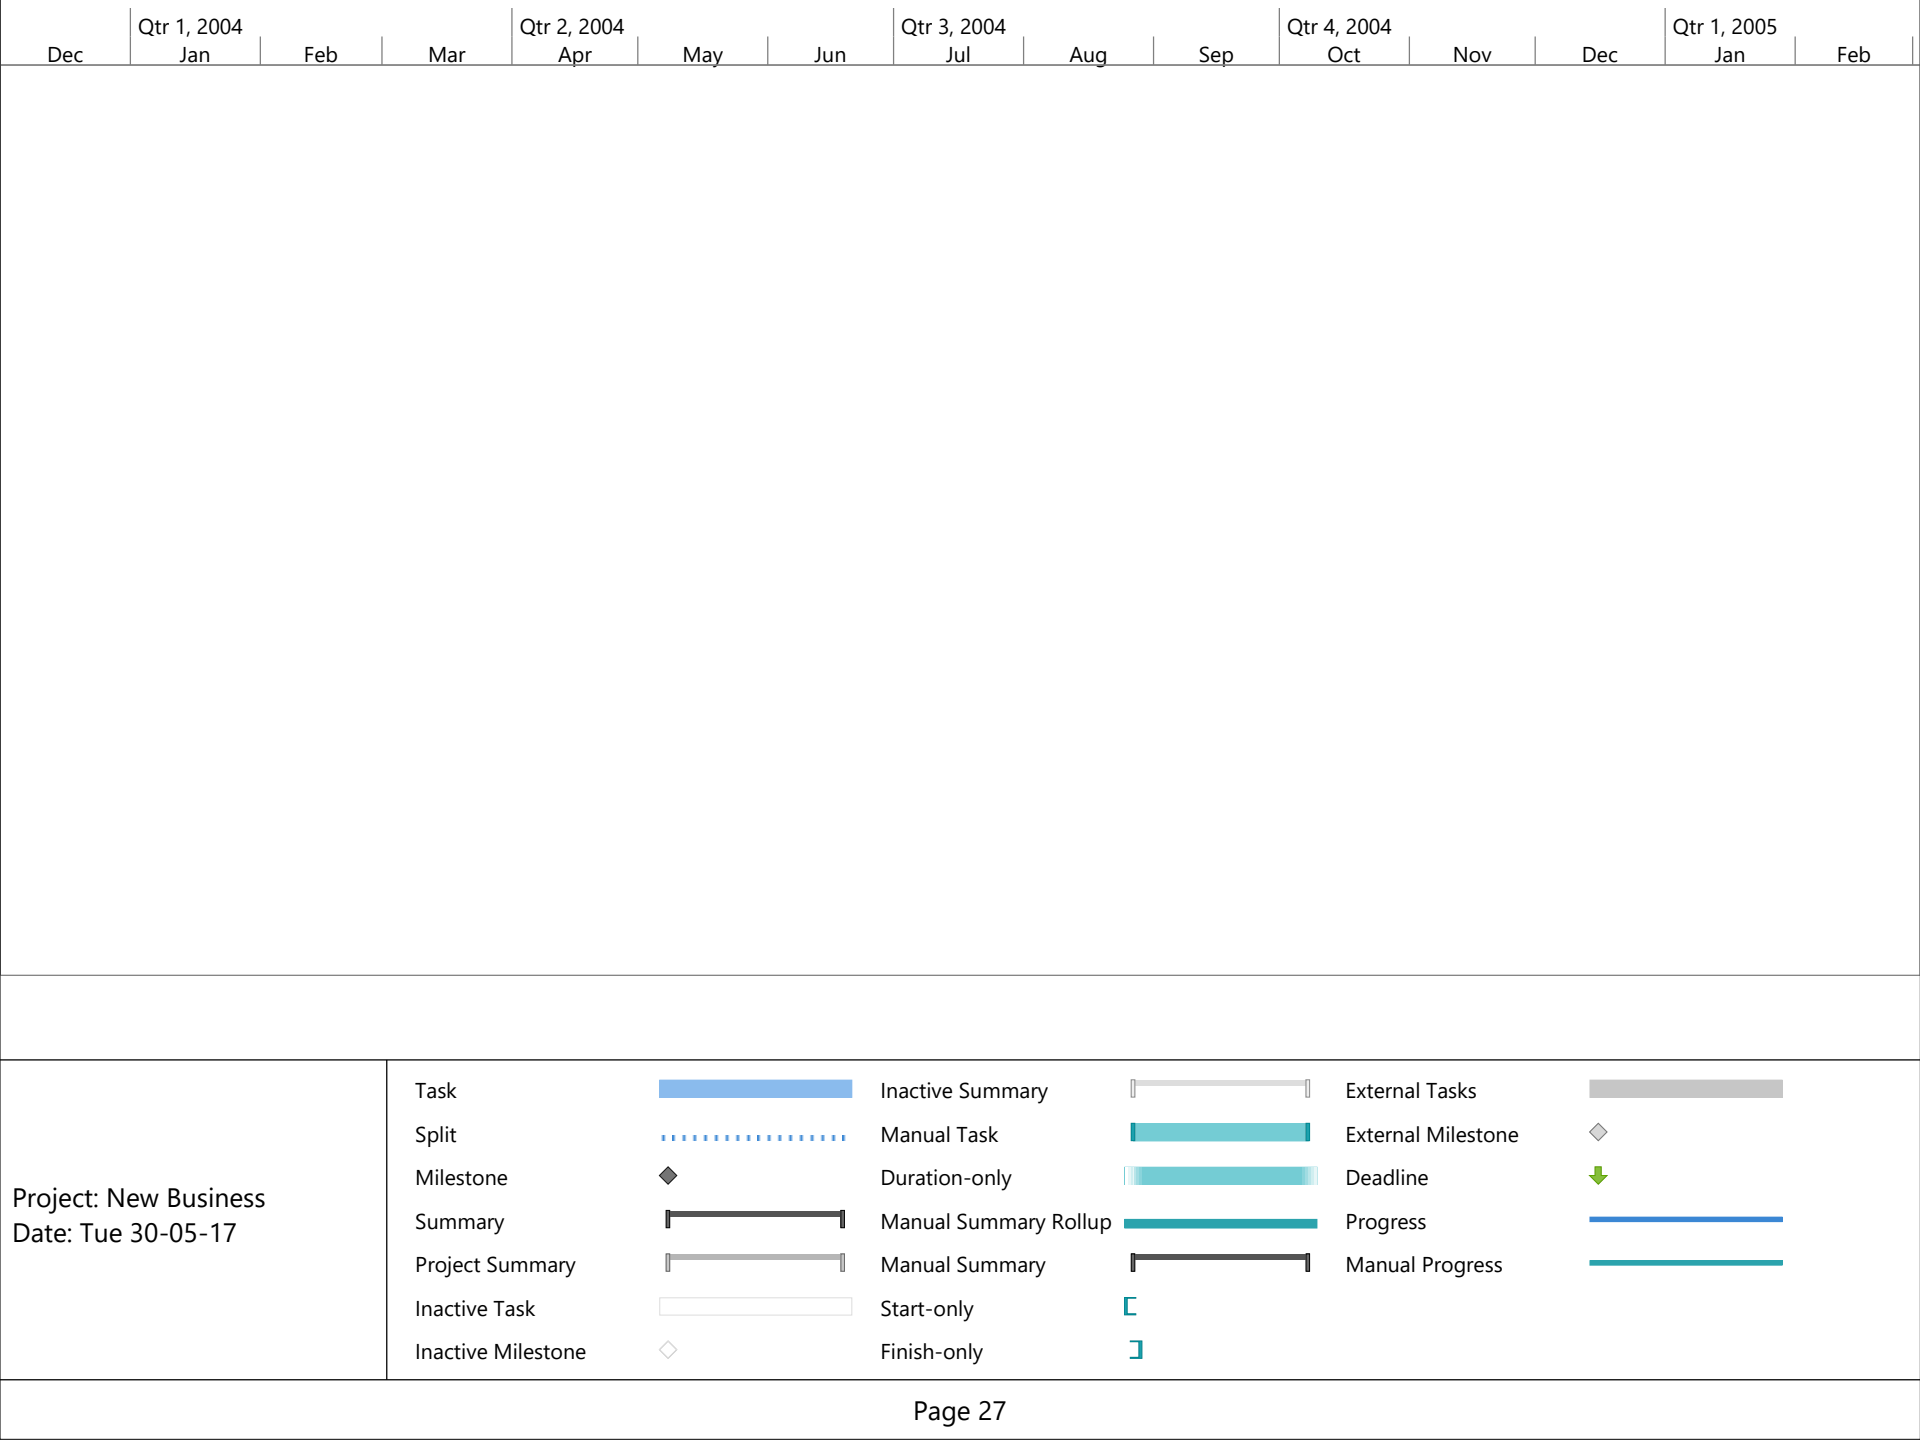 Qtr 1, 2004 Qtr 2, 2004 Qtr 3, 2004 Qtr 4, 2004 Qtr 1, 2005
Dec Jan Feb Mar Apr May Jun Jul Aug Sep Oct Nov Dec Jan Feb
Project: New Business
Date: Tue 30-05-17
Task
Split
Milestone
Summary
Project Summary
Inactive Task
Inactive Milestone
Inactive Summary
Manual Task
Duration-only
Manual Summary Rollup
Manual Summary
Start-only
Finish-only
External Tasks
External Milestone
Deadline
Progress
Manual Progress
Page 27